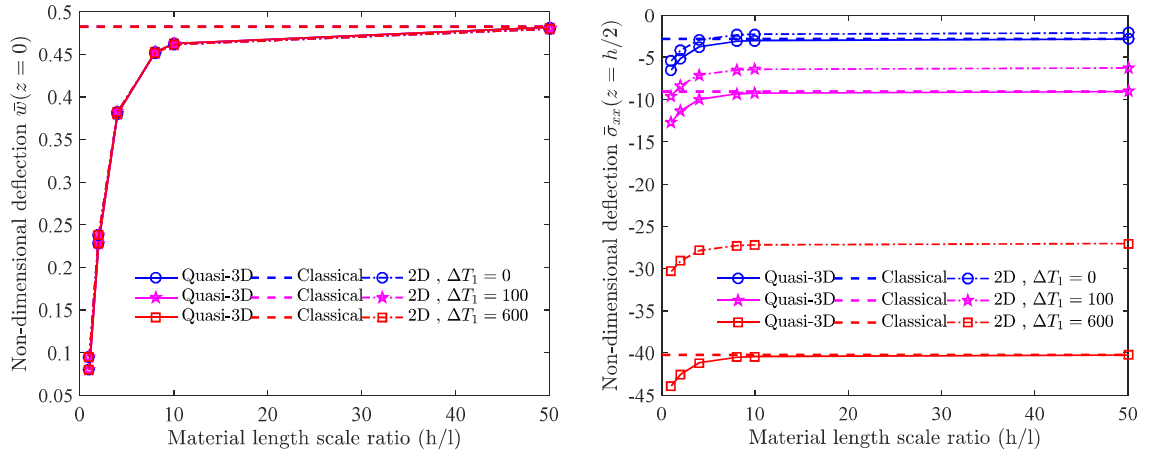 0.5
0.45
0.4
0.35
0.3
0.25
0.2
0.15
0.1
0.05
0 10 20 30 40 50
Non-dimensional deflection w̄(z = 0)
Material length scale ratio (h/l)
Quasi-3D Classical 2D , ΔT₁ = 0
Quasi-3D Classical 2D , ΔT₁ = 100
Quasi-3D Classical 2D , ΔT₁ = 600
0
-5
-10
-15
-20
-25
-30
-35
-40
-45
0 10 20 30 40 50
Non-dimensional deflection σ̄ₓₓ(z = h/2)
Material length scale ratio (h/l)
Quasi-3D Classical 2D , ΔT₁ = 0
Quasi-3D Classical 2D , ΔT₁ = 100
Quasi-3D Classical 2D , ΔT₁ = 600